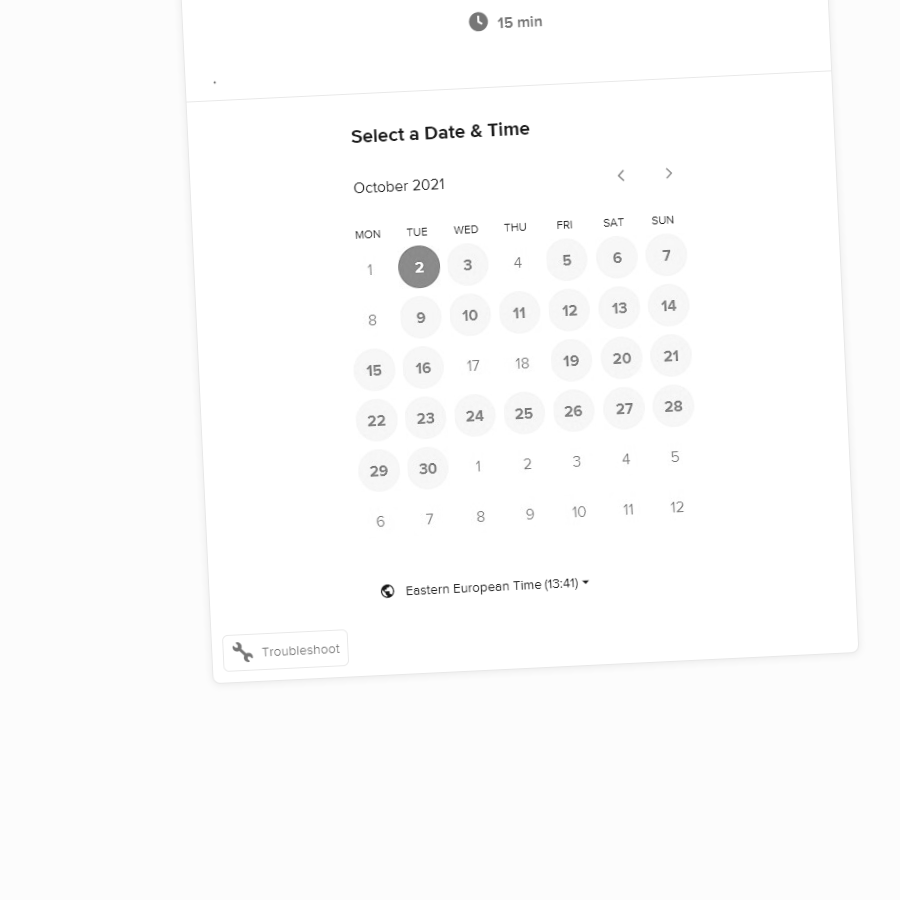 15 min
.
Select a Date & Time
October 2021
MON TUE WED THU FRI SAT SUN
1 2 3 4 5 6 7
8 9 10 11 12 13 14
15 16 17 18 19 20 21
22 23 24 25 26 27 28
29 30 1 2 3 4 5
6 7 8 9 10 11 12
Eastern European Time (13:41)
Troubleshoot